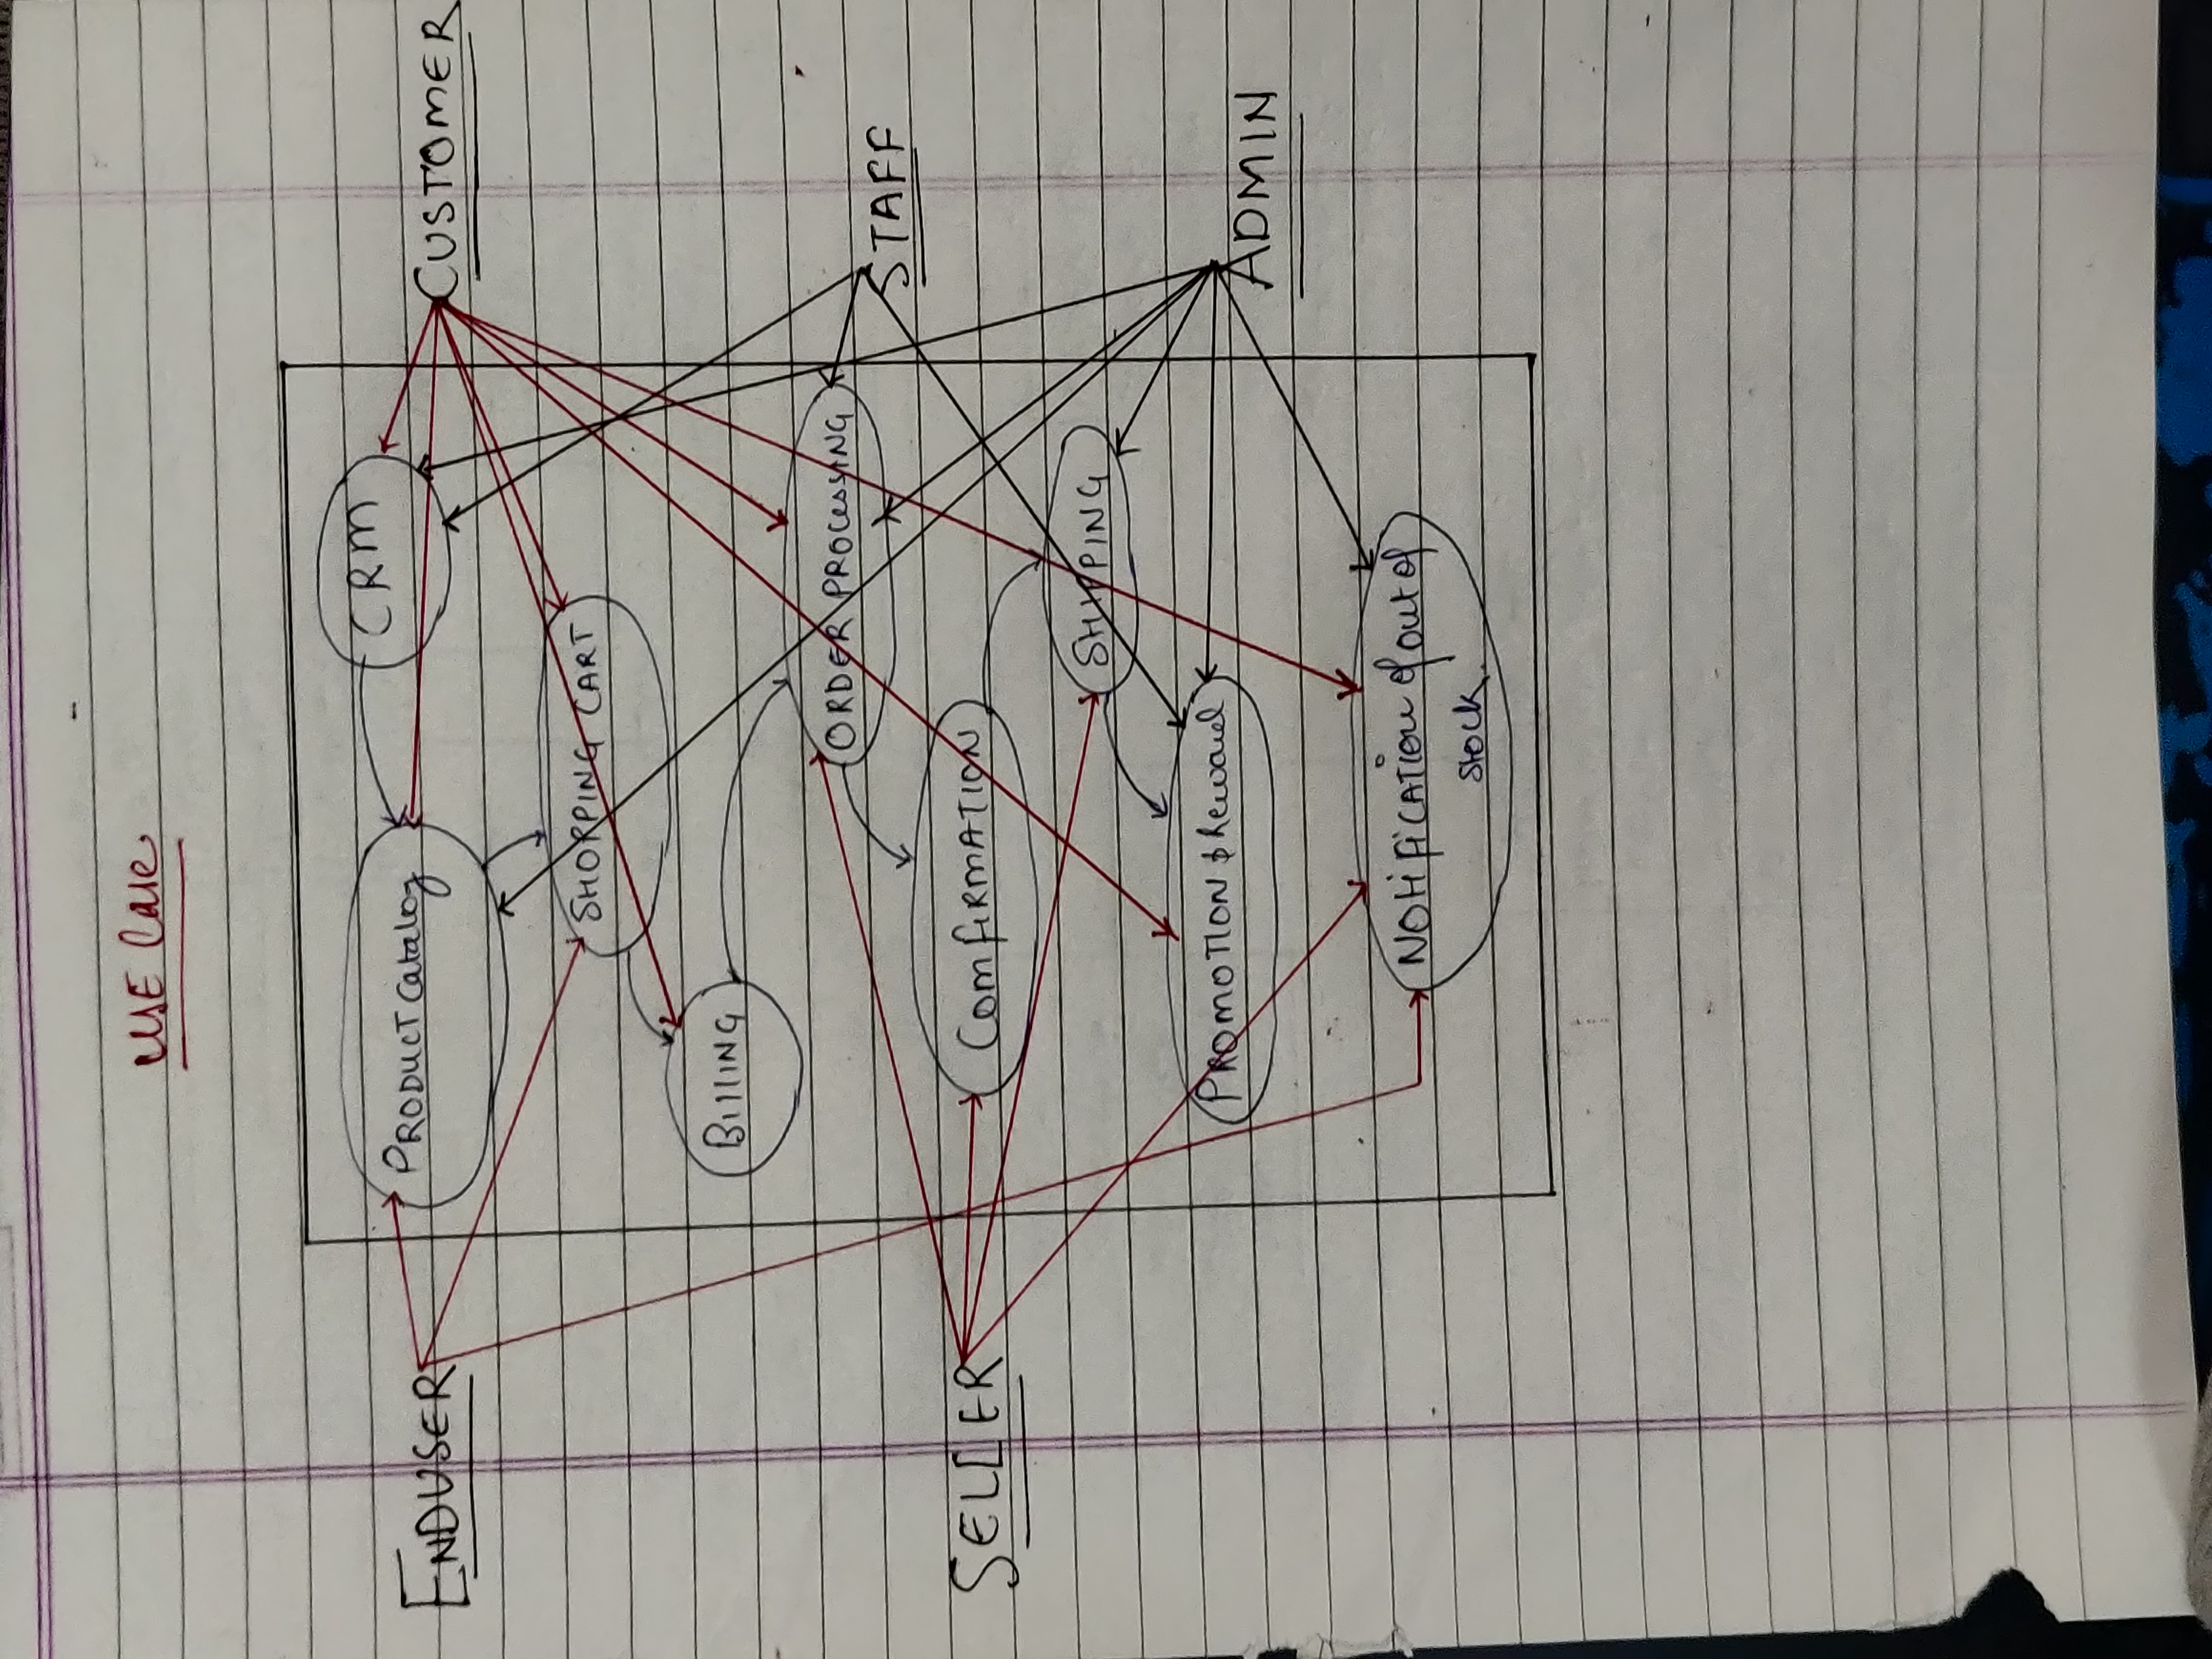 USE Case
CRM
PRODUCT Catalog
ENDUSER
CUSTOMER
SHOPPING CART
BIllING
ORDER PROCessING
STAFF
SELLER
ComfiRMATION
SHIPPING
PROMOTION & Reward
ADMIN
NOtiFiCATion of out of
stock.